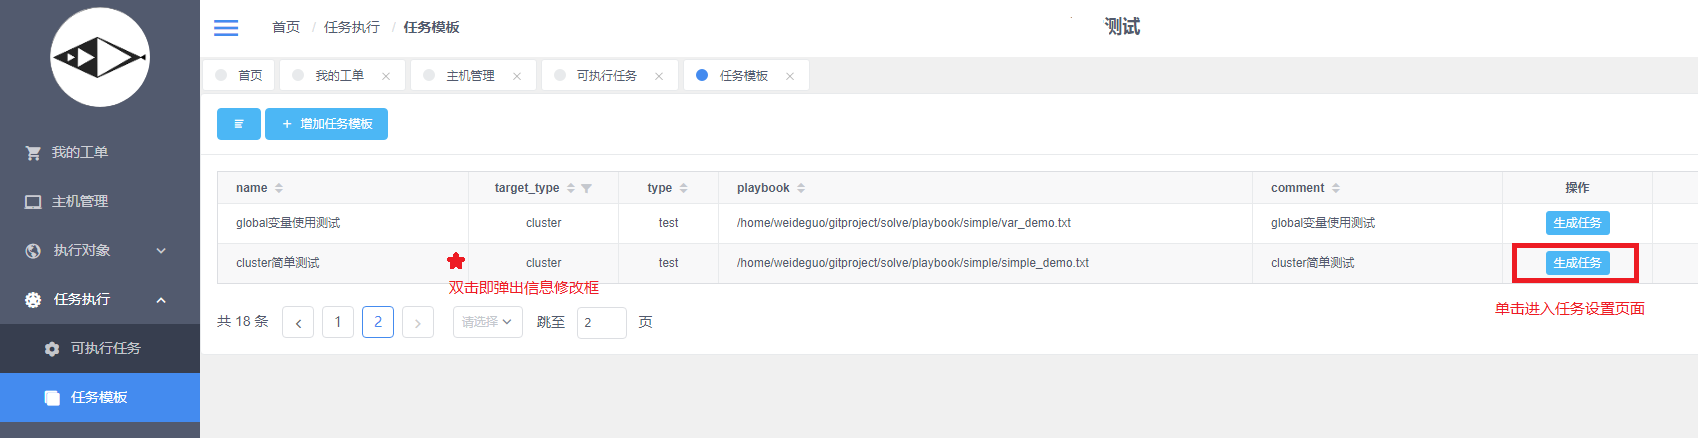 首页 / 任务执行 / 任务模板
测试
首页 我的工单 主机管理 可执行任务 任务模板
我的工单
主机管理
执行对象
任务执行
可执行任务
任务模板
+ 增加任务模板
name target_type type playbook comment 操作
global变量使用测试 cluster test /home/weideguo/gitproject/solve/playbook/simple/var_demo.txt global变量使用测试 生成任务
cluster简单测试 cluster test /home/weideguo/gitproject/solve/playbook/simple/simple_demo.txt cluster简单测试 生成任务
双击即弹出信息修改框
单击进入任务设置页面
共 18 条 1 2 请选择 跳至 2 页